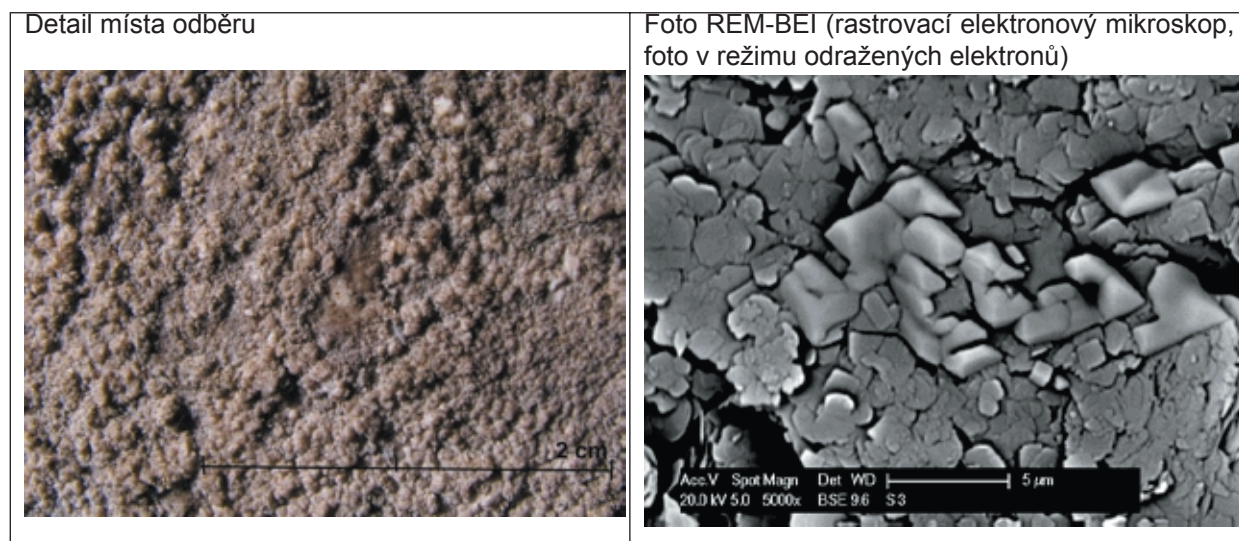 Detail místa odběru
Foto REM-BEI (rastrovací elektronový mikroskop,
foto v režimu odražených elektronů)
2 cm
Acc.V Spot Magn Det WD 5 µm
20.0 kV 5.0 5000x BSE 9.6 S-3